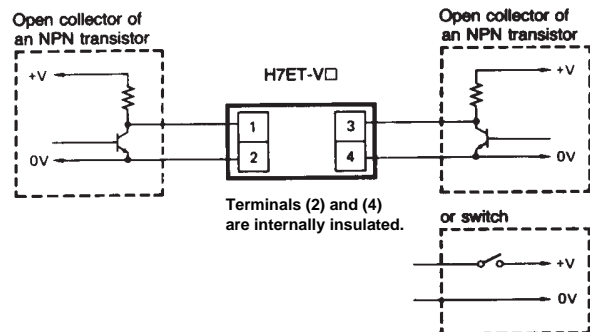 Open collector of
an NPN transistor
+V
0V
H7ET-V□
1
2
3
4
Terminals (2) and (4)
are internally insulated.
Open collector of
an NPN transistor
+V
0V
or switch
+V
0V